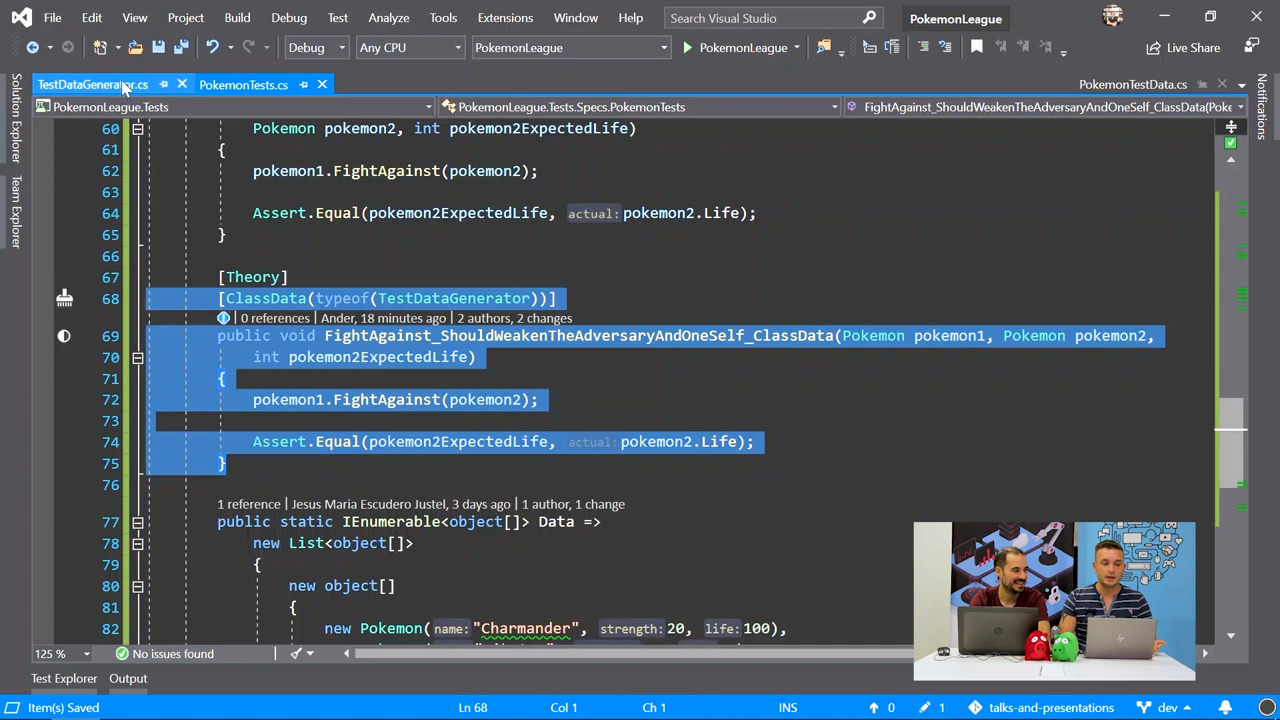 File Edit View Project Build Debug Test Analyze Tools Extensions Window Help Search Visual Studio PokemonLeague
Debug Any CPU PokemonLeague PokemonLeague Live Share
TestDataGenerator.cs PokemonTests.cs PokemonTestData.cs
PokemonLeague.Tests PokemonLeague.Tests.Specs.PokemonTests FightAgainst_ShouldWeakenTheAdversaryAndOneSelf_ClassData(Poke
Solution Explorer
Team Explorer
Notifications
60 Pokemon pokemon2, int pokemon2ExpectedLife)
61 {
62 pokemon1.FightAgainst(pokemon2);
63
64 Assert.Equal(pokemon2ExpectedLife, actual: pokemon2.Life);
65 }
66
67 [Theory]
68 [ClassData(typeof(TestDataGenerator))]
0 references | Ander, 18 minutes ago | 2 authors, 2 changes
69 public void FightAgainst_ShouldWeakenTheAdversaryAndOneSelf_ClassData(Pokemon pokemon1, Pokemon pokemon2,
70 int pokemon2ExpectedLife)
71 {
72 pokemon1.FightAgainst(pokemon2);
73
74 Assert.Equal(pokemon2ExpectedLife, actual: pokemon2.Life);
75 }
76
1 reference | Jesus Maria Escudero Justel, 3 days ago | 1 author, 1 change
77 public static IEnumerable<object[]> Data =>
78 new List<object[]>
79 {
80 new object[]
81 {
82 new Pokemon(name: "Charmander", strength: 20, life: 100),
125 % No issues found
Test Explorer Output
Item(s) Saved Ln 68 Col 1 Ch 1 INS 0 1 talks-and-presentations dev